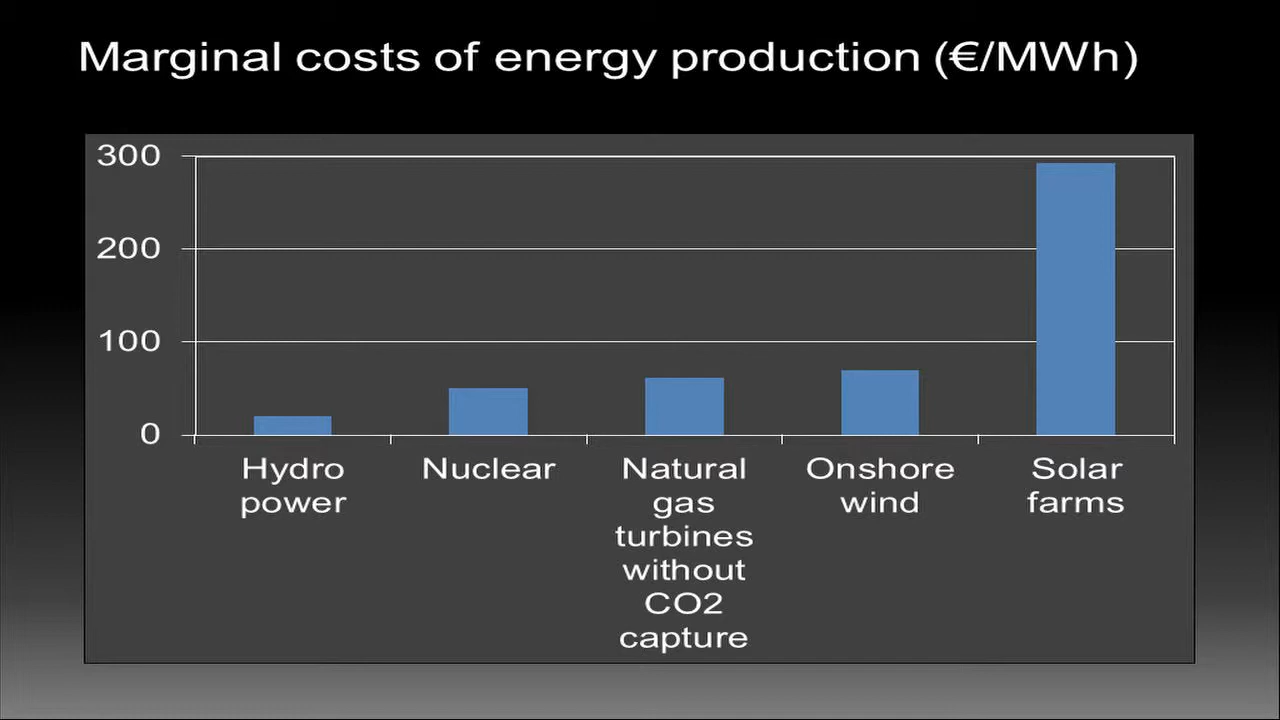 Marginal costs of energy production (€/MWh)
300
200
100
0
Hydro
power
Nuclear
Natural
gas
turbines
without
CO2
capture
Onshore
wind
Solar
farms